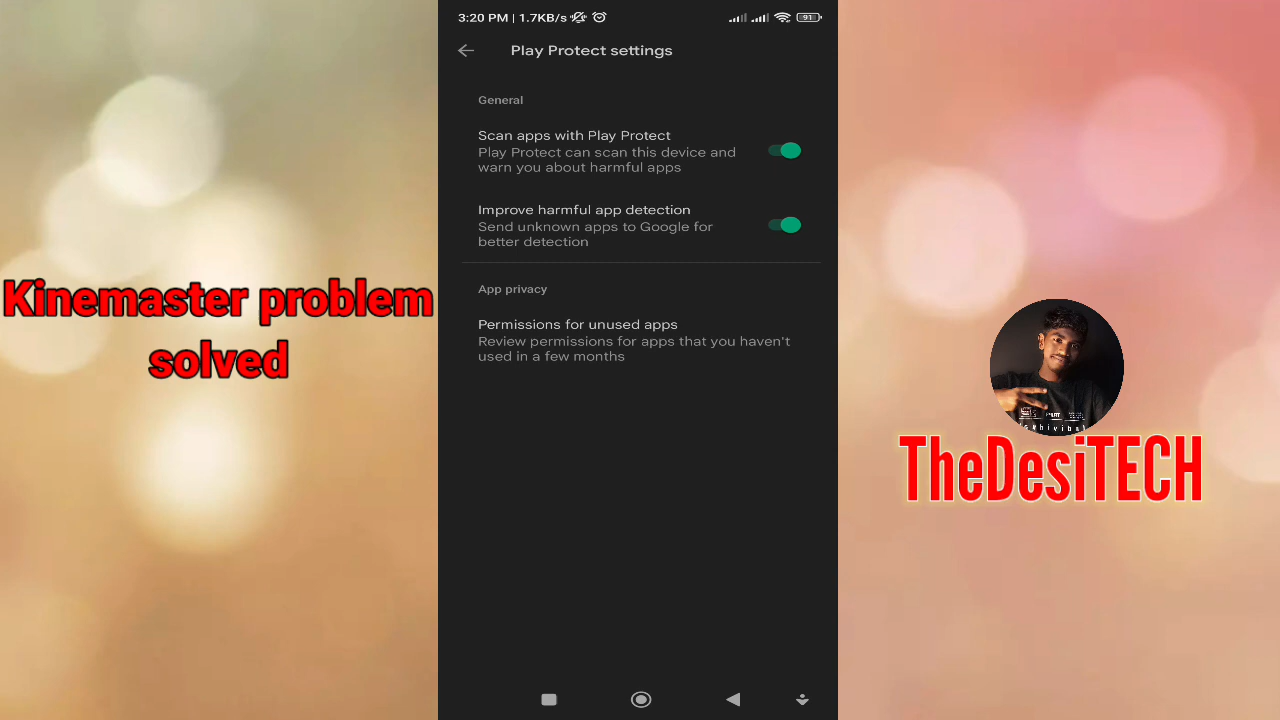 Kinemaster problem
solved
3:20 PM | 1.7KB/s
91
Play Protect settings
General
Scan apps with Play Protect
Play Protect can scan this device and
warn you about harmful apps
Improve harmful app detection
Send unknown apps to Google for
better detection
App privacy
Permissions for unused apps
Review permissions for apps that you haven't
used in a few months
TheDesiTECH